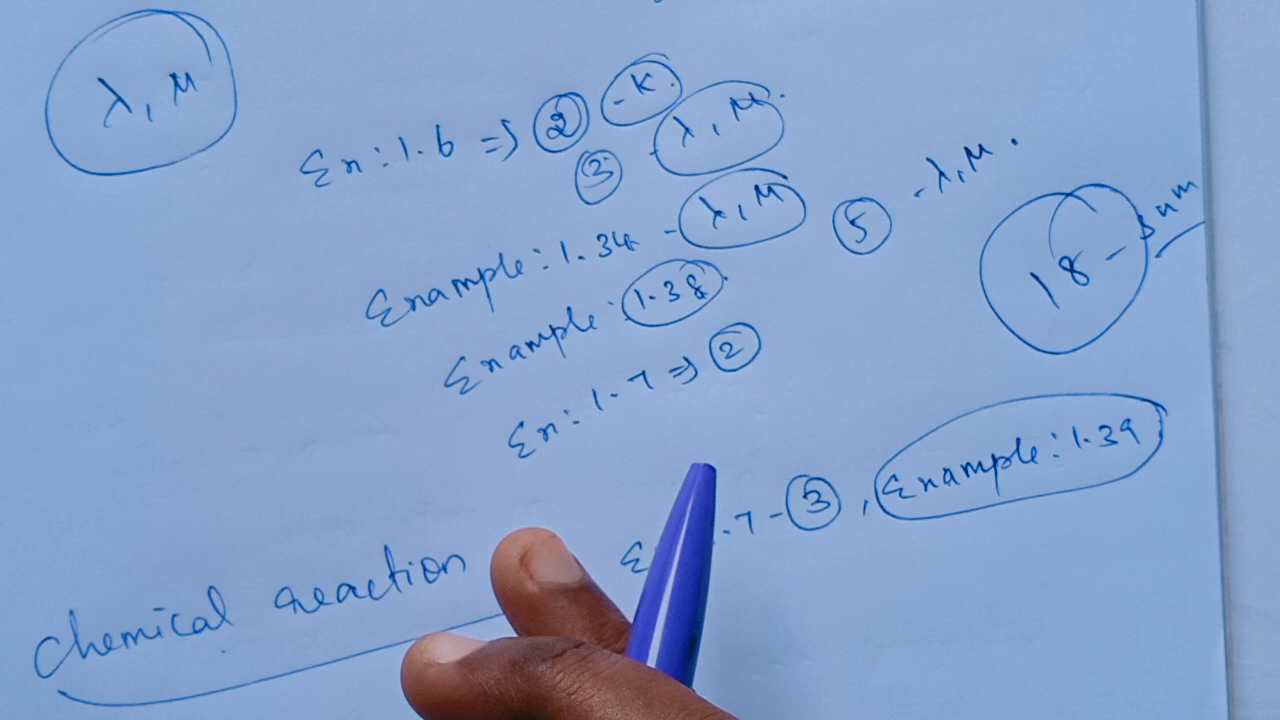 λ, μ
Ex: 1.6 => 2 - K.
3 - λ, μ.
Example: 1.34 - λ, μ 5 - λ, μ.
Example: 1.38.
Ex: 1.7 => 2
18 - sum
.7 - 3, Example: 1.39
chemical reaction